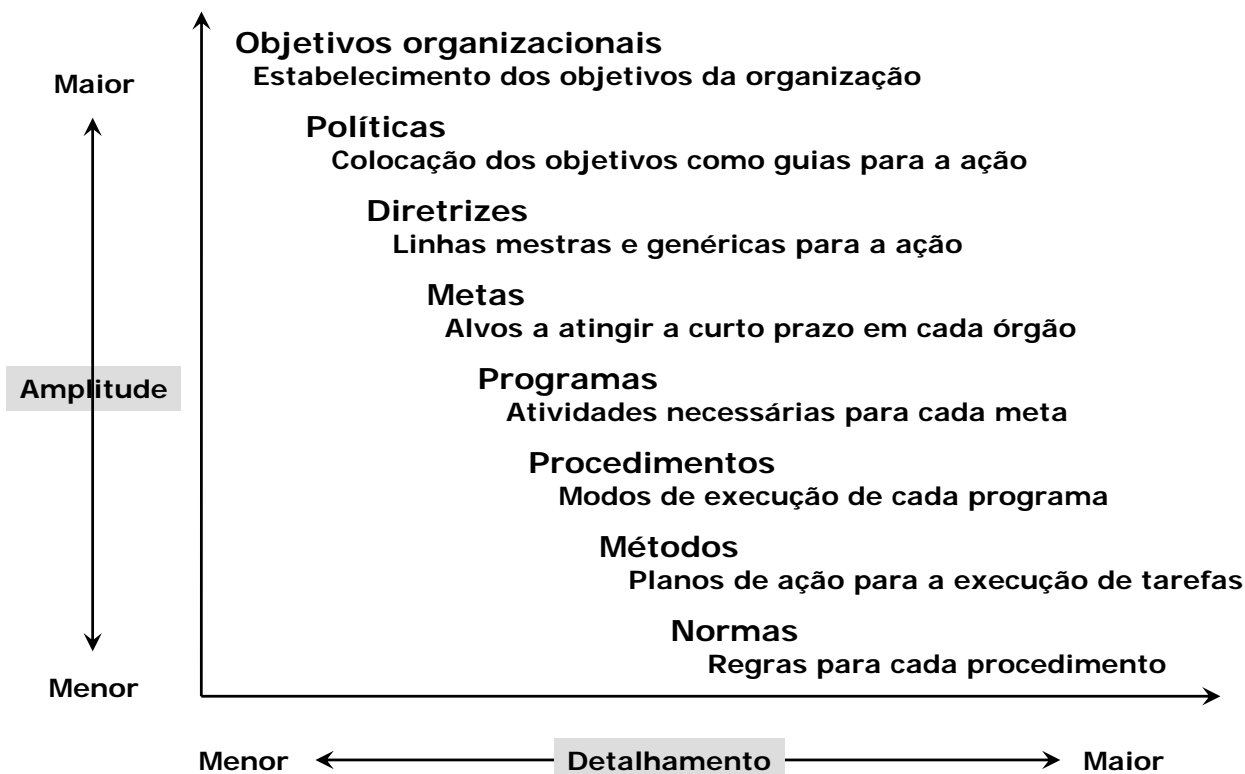 Objetivos organizacionais
Estabelecimento dos objetivos da organização
Maior
Políticas
Colocação dos objetivos como guias para a ação
Diretrizes
Linhas mestras e genéricas para a ação
Metas
Alvos a atingir a curto prazo em cada órgão
Amplitude
Programas
Atividades necessárias para cada meta
Procedimentos
Modos de execução de cada programa
Métodos
Planos de ação para a execução de tarefas
Normas
Regras para cada procedimento
Menor
Menor Detalhamento Maior